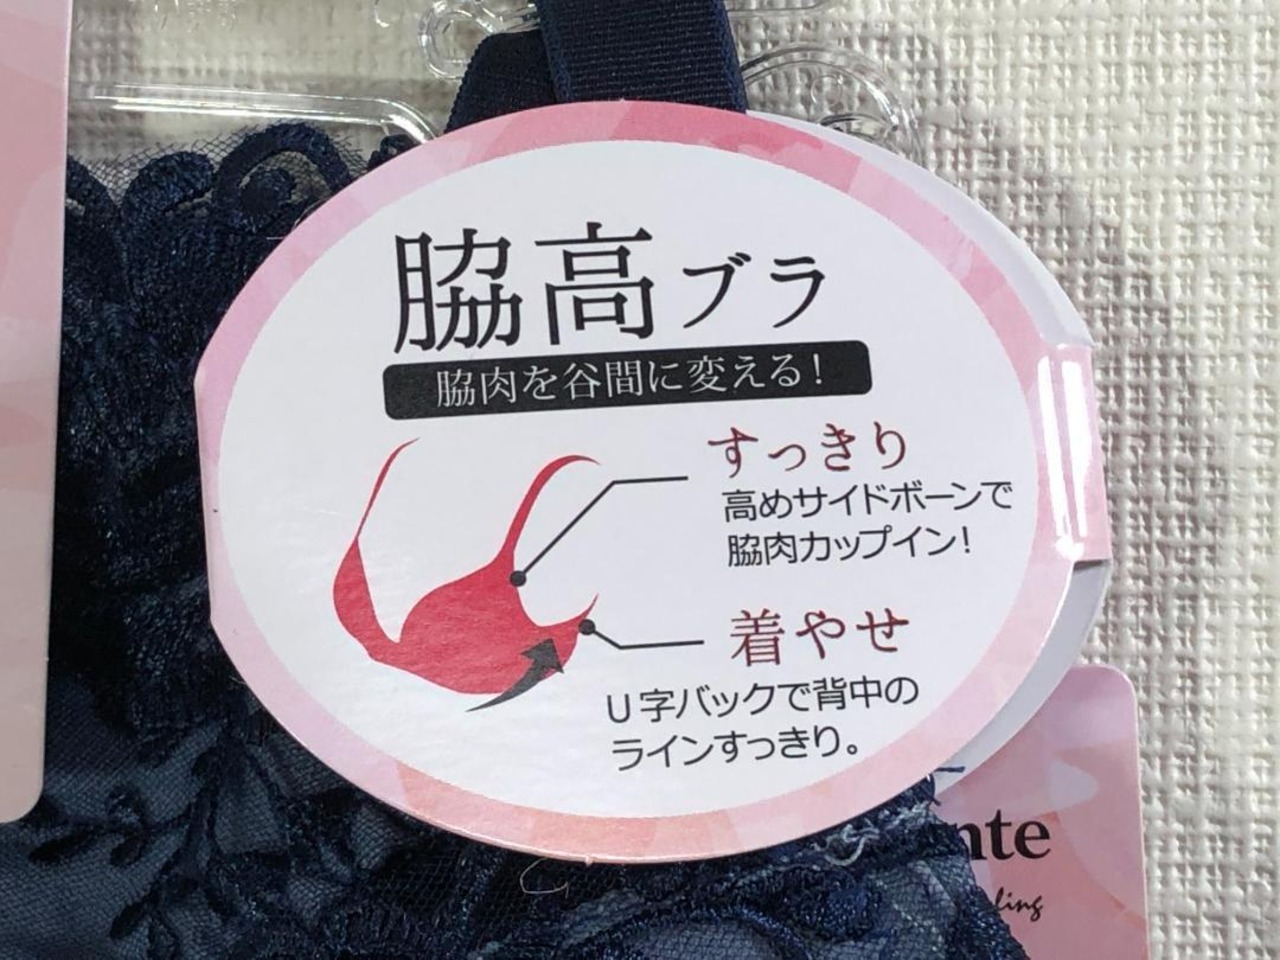 脇高ブラ
脇肉を谷間に変える!
すっきり
高めサイドボーンで
脇肉カップイン!
着やせ
U字バックで背中の
ラインすっきり。